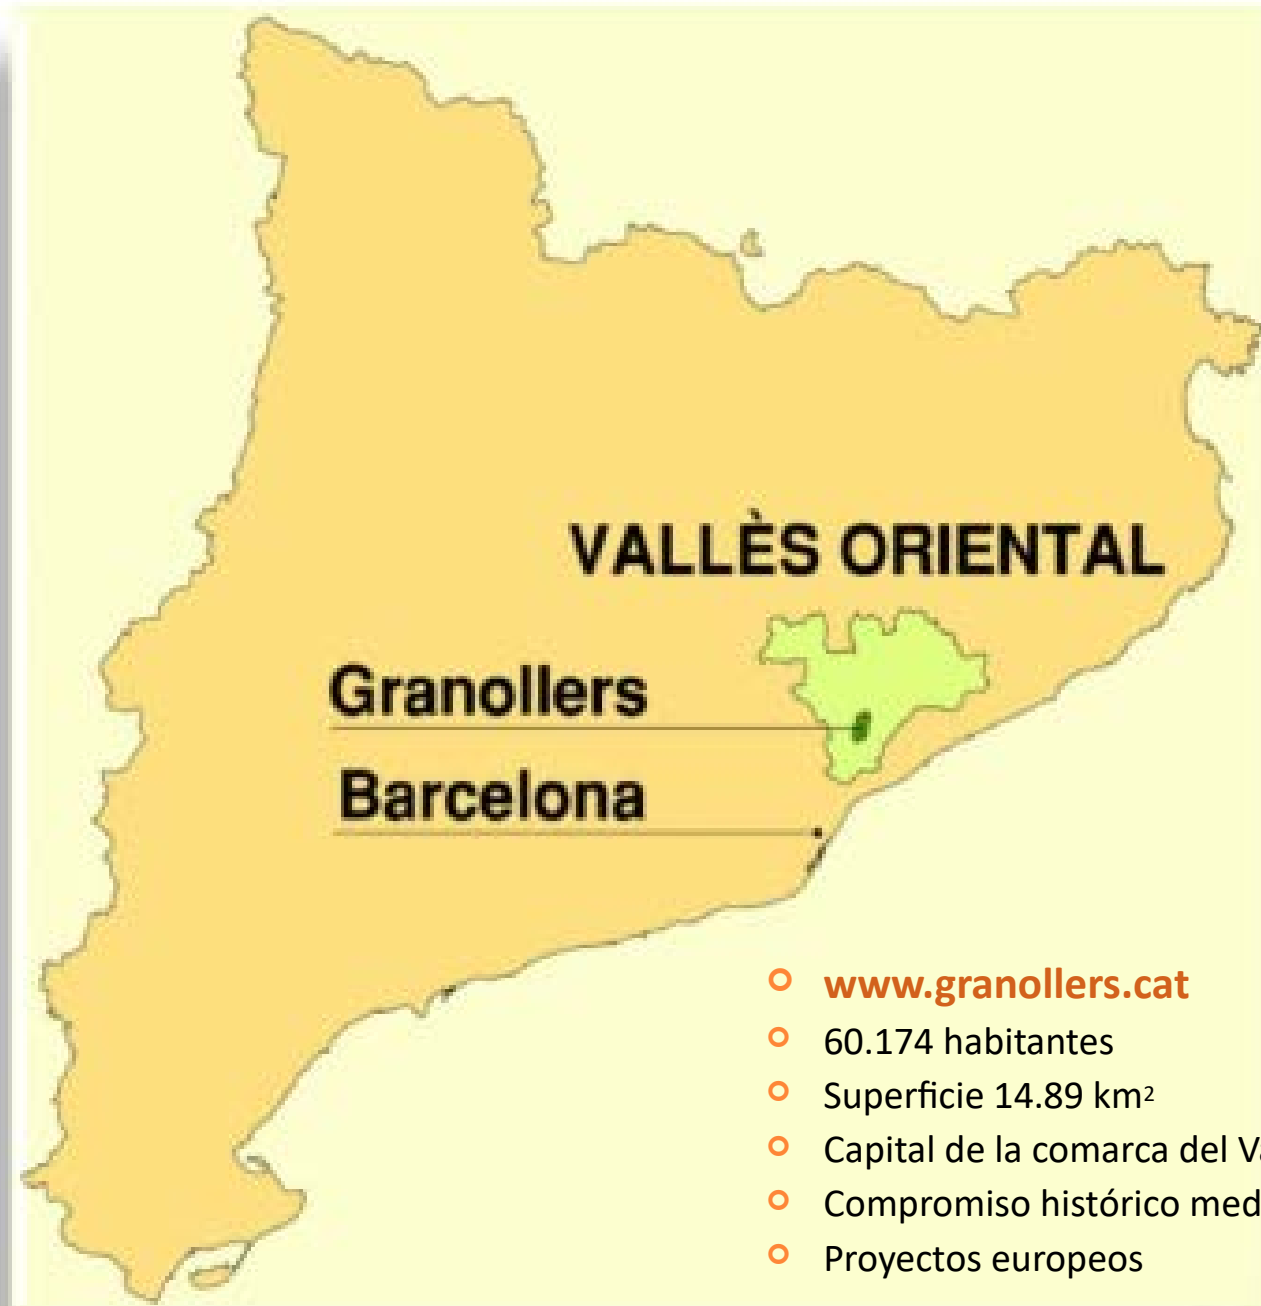 VALLÈS ORIENTAL
Granollers
Barcelona
www.granollers.cat
60.174 habitantes
Superficie 14.89 km²
Capital de la comarca del
Compromiso histórico
Proyectos europeos